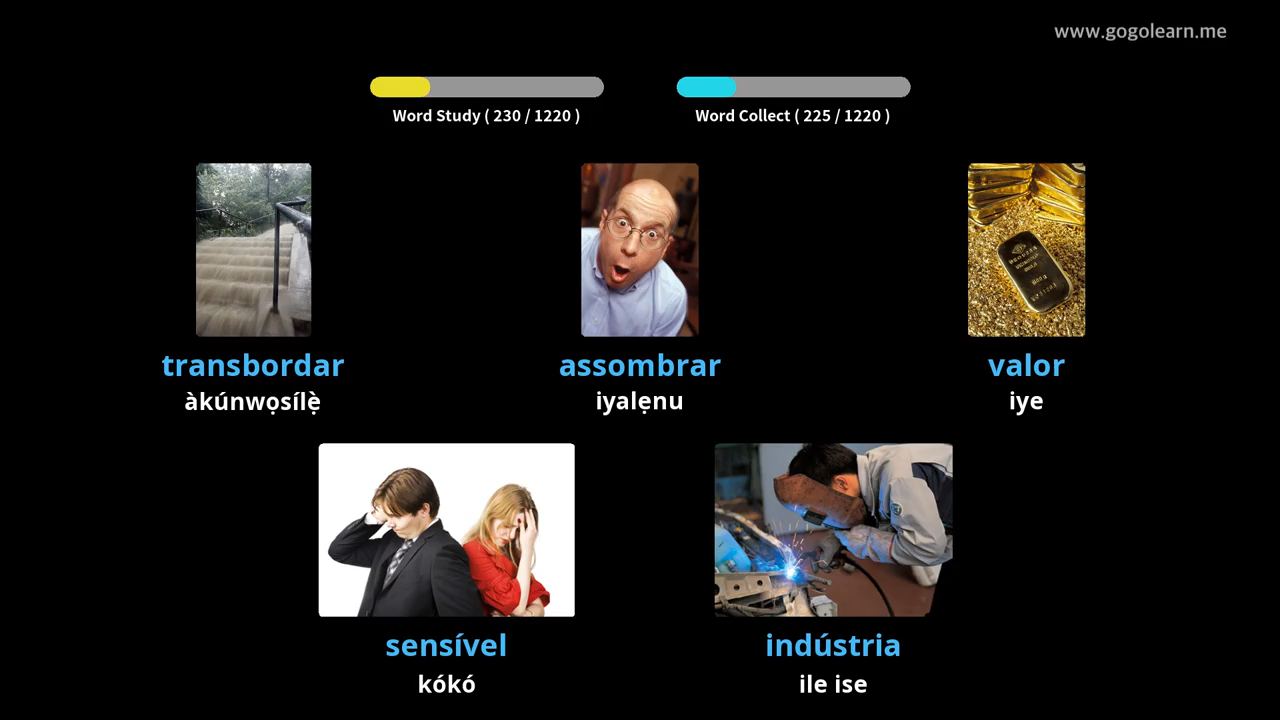 www.gogolearn.me
Word Study ( 230 / 1220 )
Word Collect ( 225 / 1220 )
transbordar
àkúnwọsílẹ̀
assombrar
iyalẹnu
valor
iye
sensível
kókó
indústria
ile ise